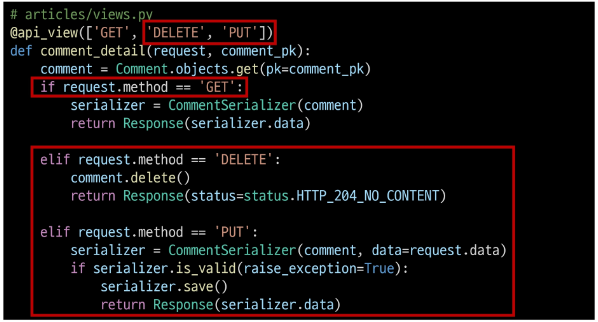 # articles/views.py
@api_view(['GET', 'DELETE', 'PUT'])
def comment_detail(request, comment_pk):
    comment = Comment.objects.get(pk=comment_pk)
    if request.method == 'GET':
        serializer = CommentSerializer(comment)
        return Response(serializer.data)

    elif request.method == 'DELETE':
        comment.delete()
        return Response(status=status.HTTP_204_NO_CONTENT)

    elif request.method == 'PUT':
        serializer = CommentSerializer(comment, data=request.data)
        if serializer.is_valid(raise_exception=True):
            serializer.save()
            return Response(serializer.data)